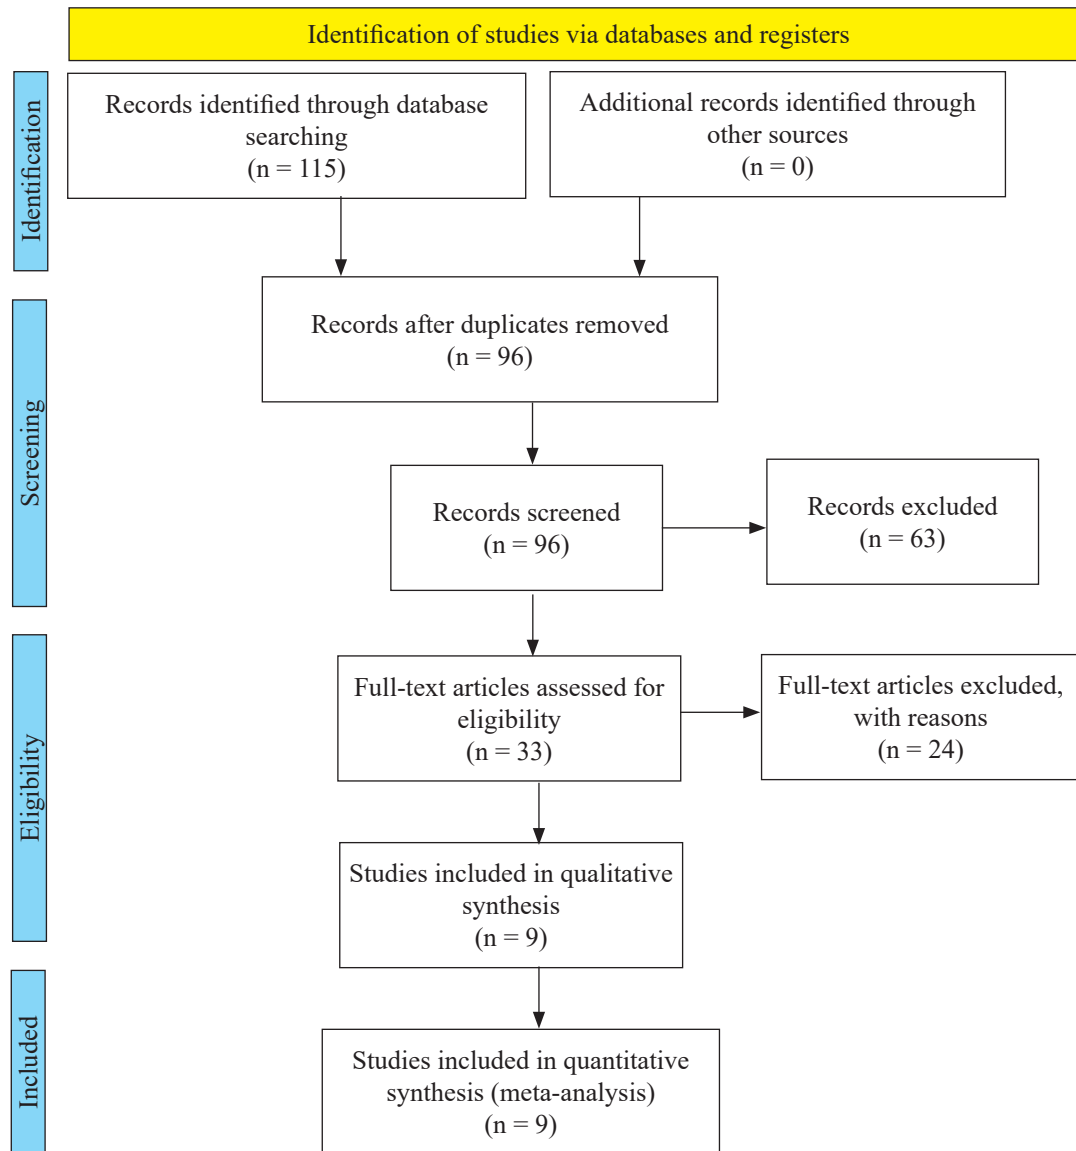 Identification of studies via databases and registers
Identification
Records identified through database
searching
(n = 115)
Additional records identified through
other sources
(n = 0)
Records after duplicates removed
(n = 96)
Screening
Records screened
(n = 96)
Records excluded
(n = 63)
Eligibility
Full-text articles assessed for
eligibility
(n = 33)
Full-text articles excluded,
with reasons
(n = 24)
Studies included in qualitative
synthesis
(n = 9)
Included
Studies included in quantitative
synthesis (meta-analysis)
(n = 9)